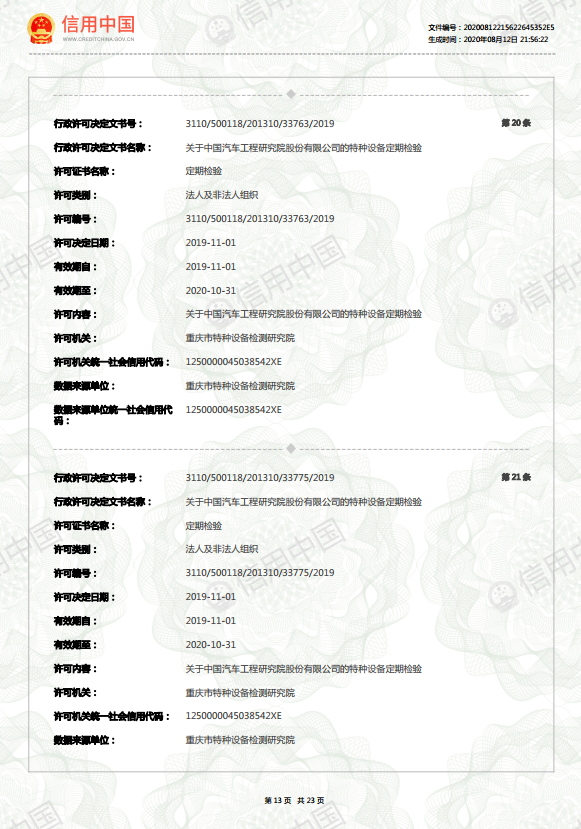 信用中国
WWW.CREDITCHINA.GOV.CN
文件编号：20200812215622645352E5
生成时间：2020年08月12日 21:56:22
行政许可决定文书号： 3110/500118/201310/33763/2019 第 20 条
行政许可决定文书名称： 关于中国汽车工程研究院股份有限公司的特种设备定期检验
许可证书名称： 定期检验
许可类别： 法人及非法人组织
许可编号： 3110/500118/201310/33763/2019
许可决定日期： 2019-11-01
有效期自： 2019-11-01
有效期至： 2020-10-31
许可内容： 关于中国汽车工程研究院股份有限公司的特种设备定期检验
许可机关： 重庆市特种设备检测研究院
许可机关统一社会信用代码： 1250000045038542XE
数据来源单位： 重庆市特种设备检测研究院
数据来源单位统一社会信用代 1250000045038542XE
码：
行政许可决定文书号： 3110/500118/201310/33775/2019 第 21 条
行政许可决定文书名称： 关于中国汽车工程研究院股份有限公司的特种设备定期检验
许可证书名称： 定期检验
许可类别： 法人及非法人组织
许可编号： 3110/500118/201310/33775/2019
许可决定日期： 2019-11-01
有效期自： 2019-11-01
有效期至： 2020-10-31
许可内容： 关于中国汽车工程研究院股份有限公司的特种设备定期检验
许可机关： 重庆市特种设备检测研究院
许可机关统一社会信用代码： 1250000045038542XE
数据来源单位： 重庆市特种设备检测研究院
第 13 页 共 23 页